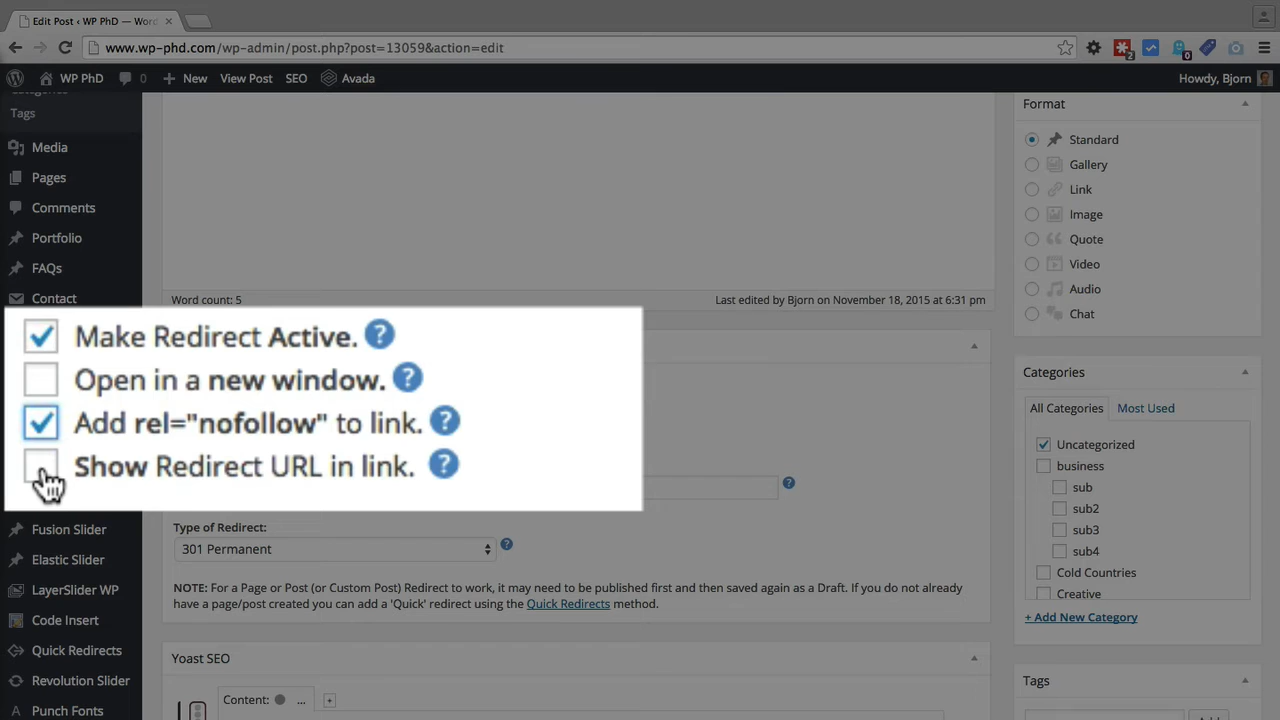 Edit Post ‹ WP PhD — Wor
www.wp-phd.com/wp-admin/post.php?post=13059&action=edit
2
0
WP PhD
0
New
View Post
SEO
Avada
Howdy, Bjorn
Categories
Tags
Media
Pages
Comments
Portfolio
FAQs
Contact
Fusion Slider
Elastic Slider
LayerSlider WP
Code Insert
Quick Redirects
Revolution Slider
Punch Fonts
Word count: 5
Last edited by Bjorn on November 18, 2015 at 6:31 pm
Make Redirect Active. ?
Open in a new window. ?
Add rel="nofollow" to link. ?
Show Redirect URL in link. ?
?
Type of Redirect:
301 Permanent
?
NOTE: For a Page or Post (or Custom Post) Redirect to work, it may need to be published first and then saved again as a Draft. If you do not already
have a page/post created you can add a 'Quick' redirect using the Quick Redirects method.
Yoast SEO
Content:
...
+
Format
Standard
Gallery
Link
Image
Quote
Video
Audio
Chat
Categories
All Categories
Most Used
Uncategorized
business
sub
sub2
sub3
sub4
Cold Countries
Creative
+ Add New Category
Tags
Add